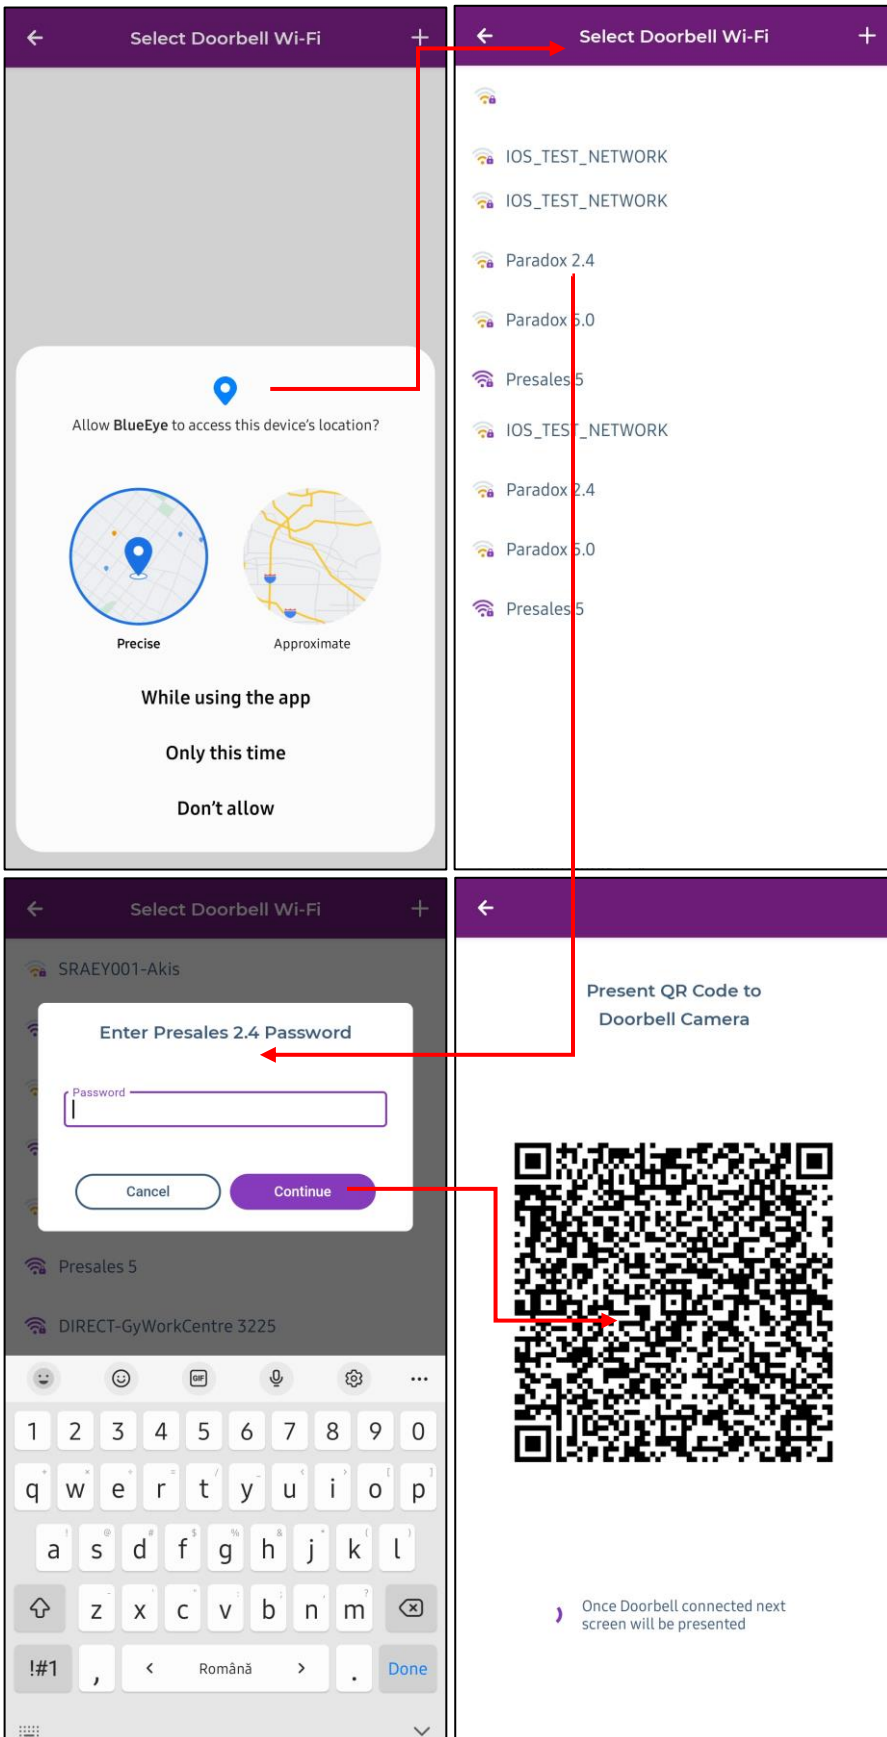 Select Doorbell Wi-Fi
Allow BlueEye to access this device's location?
Precise
Approximate
While using the app
Only this time
Don't allow
Select Doorbell Wi-Fi
IOS_TEST_NETWORK
IOS_TEST_NETWORK
Paradox 2.4
Paradox 5.0
Presales 5
IOS_TEST_NETWORK
Paradox 2.4
Paradox 5.0
Presales 5
Select Doorbell Wi-Fi
SRAEY001-Akis
Enter Presales 2.4 Password
Password
Cancel
Continue
Presales 5
DIRECT-GyWorkCentre 3225
GIF
1 2 3 4 5 6 7 8 9 0
q w e r t y u i o p
a s d f g h j k l
z x c v b n m
!#1 , < Română > . Done
Present QR Code to
Doorbell Camera
Once Doorbell connected next
screen will be presented